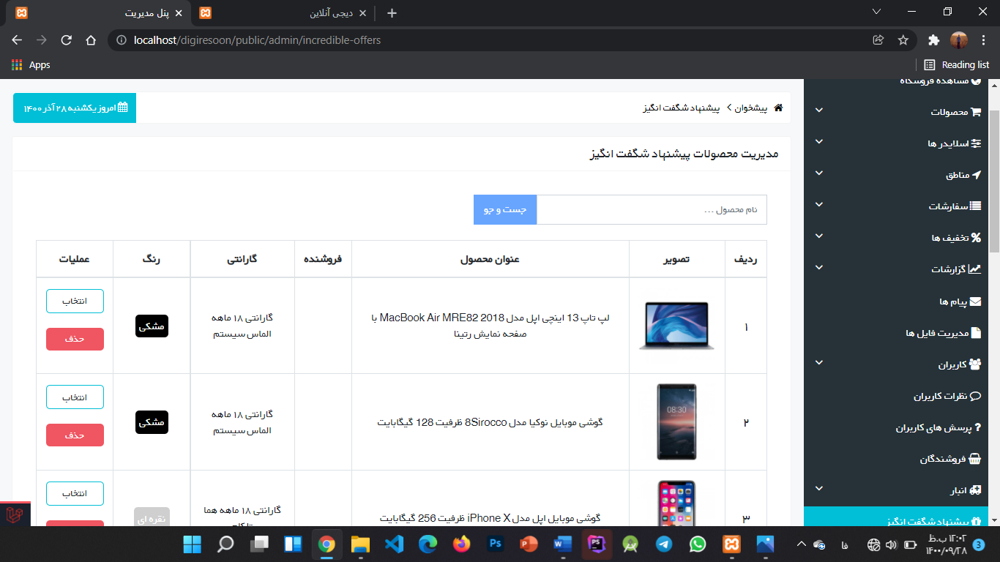 پنل مدیریت
دیجی آنلاین
localhost/digiresoon/public/admin/incredible-offers
Apps
Reading list
مشاهده فروشگاه
محصولات
اسلایدر ها
مناطق
سفارشات
تخفیف ها
گزارشات
پیام ها
مدیریت فایل ها
کاربران
نظرات کاربران
پرسش های کاربران
فروشندگان
انبار
پیشنهاد شگفت انگیز
پیشخوان
پیشنهاد شگفت انگیز
امروز یکشنبه ۲۸ آذر ۱۴۰۰
مدیریت محصولات پیشنهاد شگفت انگیز
نام محصول ...
جست و جو
ردیف تصویر عنوان محصول فروشنده گارانتی رنگ عملیات
۱
لپ تاپ 13 اینچی اپل مدل MacBook Air MRE82 2018 با
صفحه نمایش رتینا
گارانتی ۱۸ ماهه
الماس سیستم
مشکی
انتخاب
حذف
۲
08:30
گوشی موبایل نوکیا مدل 8Sirocco ظرفیت 128 گیگابایت
گارانتی ۱۸ ماهه
الماس سیستم
مشکی
انتخاب
حذف
۳
گوشی موبایل اپل مدل iPhone X ظرفیت 256 گیگابایت
گارانتی ۱۸ ماهه هما
نقره ای
انتخاب
Ps
P
W
PS
فا
۱۲:۰۲ ب.ظ
۱۴۰۰/۰۹/۲۸
3